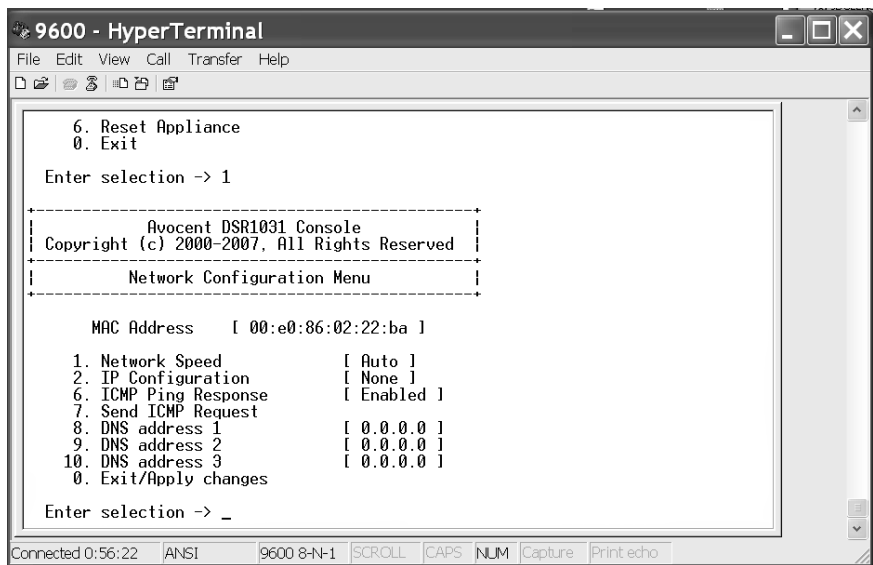 9600 - HyperTerminal
File Edit View Call Transfer Help
6. Reset Appliance
0. Exit
Enter selection -> 1
+-----------------------------------------------+
| Avocent DSR1031 Console |
| Copyright (c) 2000-2007, All Rights Reserved |
+-----------------------------------------------+
| Network Configuration Menu |
+-----------------------------------------------+
MAC Address [ 00:e0:86:02:22:ba ]
1. Network Speed [ Auto ]
2. IP Configuration [ None ]
6. ICMP Ping Response [ Enabled ]
7. Send ICMP Request
8. DNS address 1 [ 0.0.0.0 ]
9. DNS address 2 [ 0.0.0.0 ]
10. DNS address 3 [ 0.0.0.0 ]
0. Exit/Apply changes
Enter selection -> _
Connected 0:56:22 ANSI 9600 8-N-1 SCROLL CAPS NUM Capture Print echo